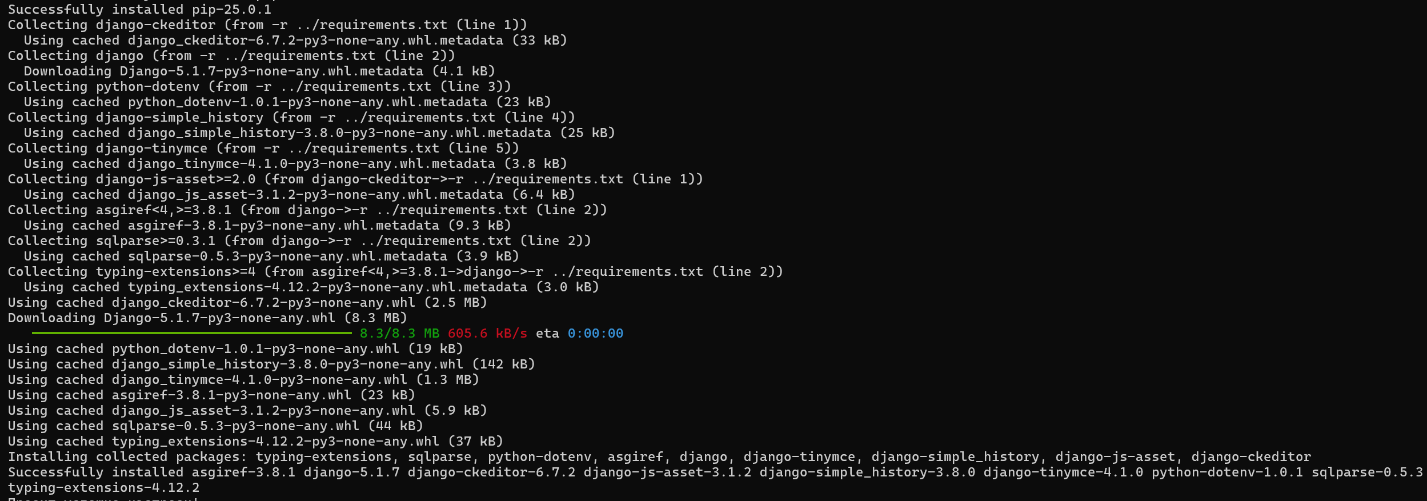 Successfully installed pip-25.0.1
Collecting django-ckeditor (from -r ../requirements.txt (line 1))
  Using cached django_ckeditor-6.7.2-py3-none-any.whl.metadata (33 kB)
Collecting django (from -r ../requirements.txt (line 2))
  Downloading Django-5.1.7-py3-none-any.whl.metadata (4.1 kB)
Collecting python-dotenv (from -r ../requirements.txt (line 3))
  Using cached python_dotenv-1.0.1-py3-none-any.whl.metadata (23 kB)
Collecting django-simple_history (from -r ../requirements.txt (line 4))
  Using cached django_simple_history-3.8.0-py3-none-any.whl.metadata (25 kB)
Collecting django-tinymce (from -r ../requirements.txt (line 5))
  Using cached django_tinymce-4.1.0-py3-none-any.whl.metadata (3.8 kB)
Collecting django-js-asset>=2.0 (from django-ckeditor->-r ../requirements.txt (line 1))
  Using cached django_js_asset-3.1.2-py3-none-any.whl.metadata (6.4 kB)
Collecting asgiref<4,>=3.8.1 (from django->-r ../requirements.txt (line 2))
  Using cached asgiref-3.8.1-py3-none-any.whl.metadata (9.3 kB)
Collecting sqlparse>=0.3.1 (from django->-r ../requirements.txt (line 2))
  Using cached sqlparse-0.5.3-py3-none-any.whl.metadata (3.9 kB)
Collecting typing-extensions>=4 (from asgiref<4,>=3.8.1->django->-r ../requirements.txt (line 2))
  Using cached typing_extensions-4.12.2-py3-none-any.whl.metadata (3.0 kB)
Using cached django_ckeditor-6.7.2-py3-none-any.whl (2.5 MB)
Downloading Django-5.1.7-py3-none-any.whl (8.3 MB)
8.3/8.3 MB 605.6 kB/s eta 0:00:00
Using cached python_dotenv-1.0.1-py3-none-any.whl (19 kB)
Using cached django_simple_history-3.8.0-py3-none-any.whl (142 kB)
Using cached django_tinymce-4.1.0-py3-none-any.whl (1.3 MB)
Using cached asgiref-3.8.1-py3-none-any.whl (23 kB)
Using cached django_js_asset-3.1.2-py3-none-any.whl (5.9 kB)
Using cached sqlparse-0.5.3-py3-none-any.whl (44 kB)
Using cached typing_extensions-4.12.2-py3-none-any.whl (37 kB)
Installing collected packages: typing-extensions, sqlparse, python-dotenv, asgiref, django, django-tinymce, django-simple_history, django-js-asset, django-ckeditor
Successfully installed asgiref-3.8.1 django-5.1.7 django-ckeditor-6.7.2 django-js-asset-3.1.2 django-simple_history-3.8.0 django-tinymce-4.1.0 python-dotenv-1.0.1 sqlparse-0.5.3
typing-extensions-4.12.2